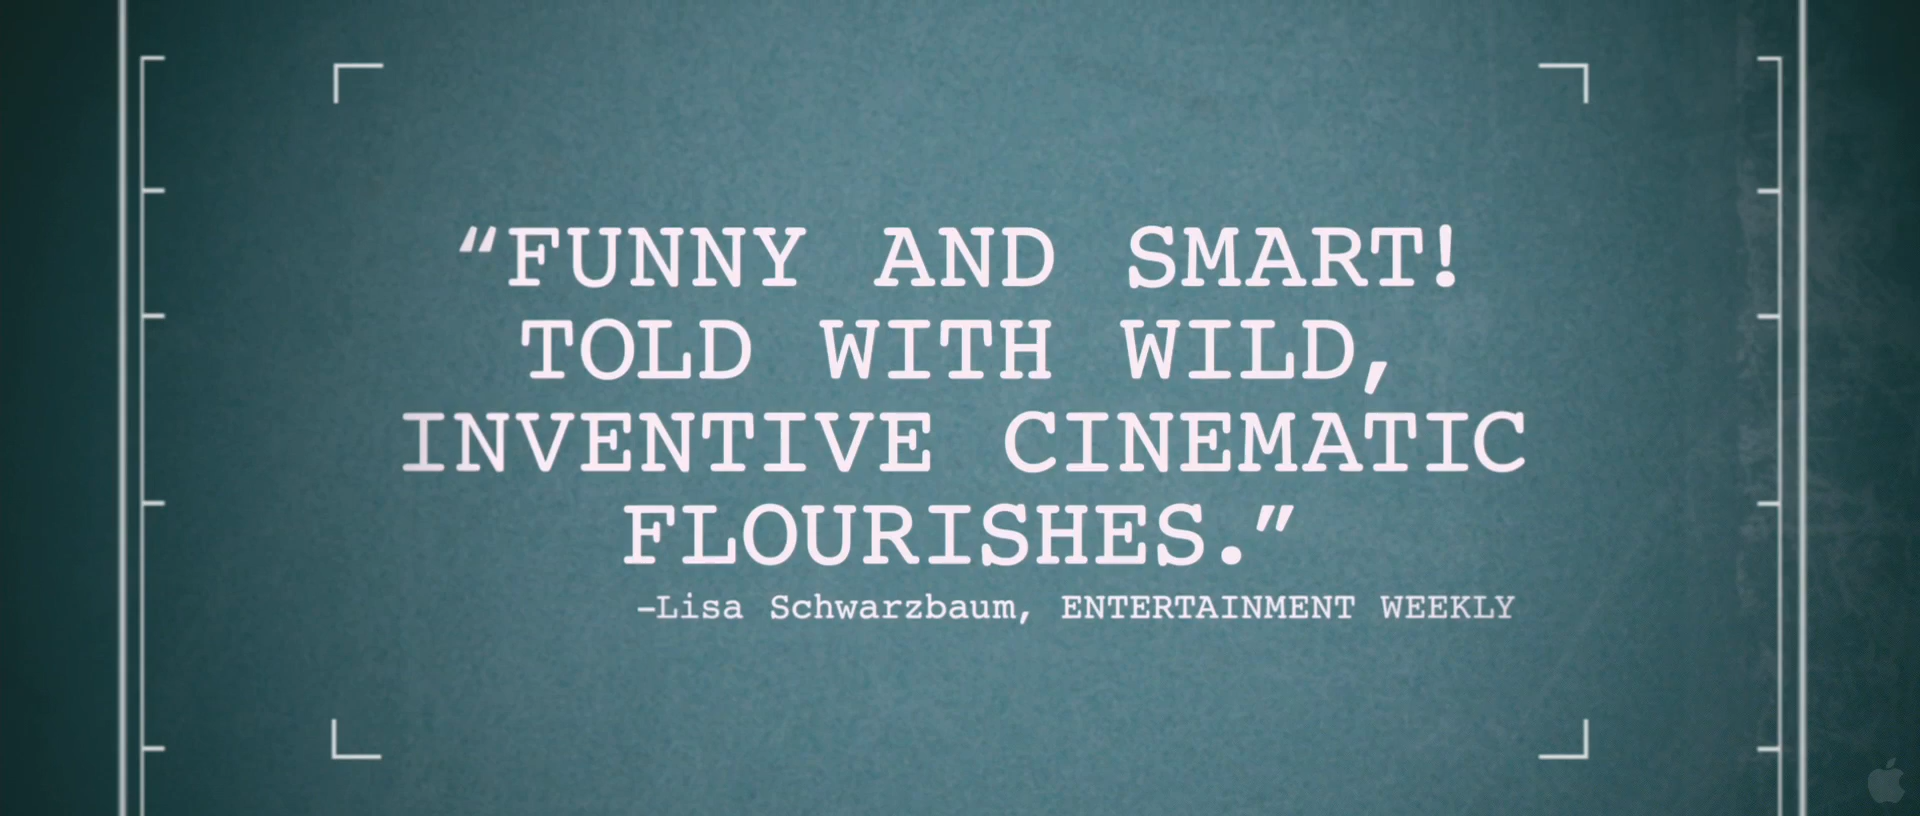 “FUNNY AND SMART!
TOLD WITH WILD,
INVENTIVE CINEMATIC
FLOURISHES.”
–Lisa Schwarzbaum, ENTERTAINMENT WEEKLY